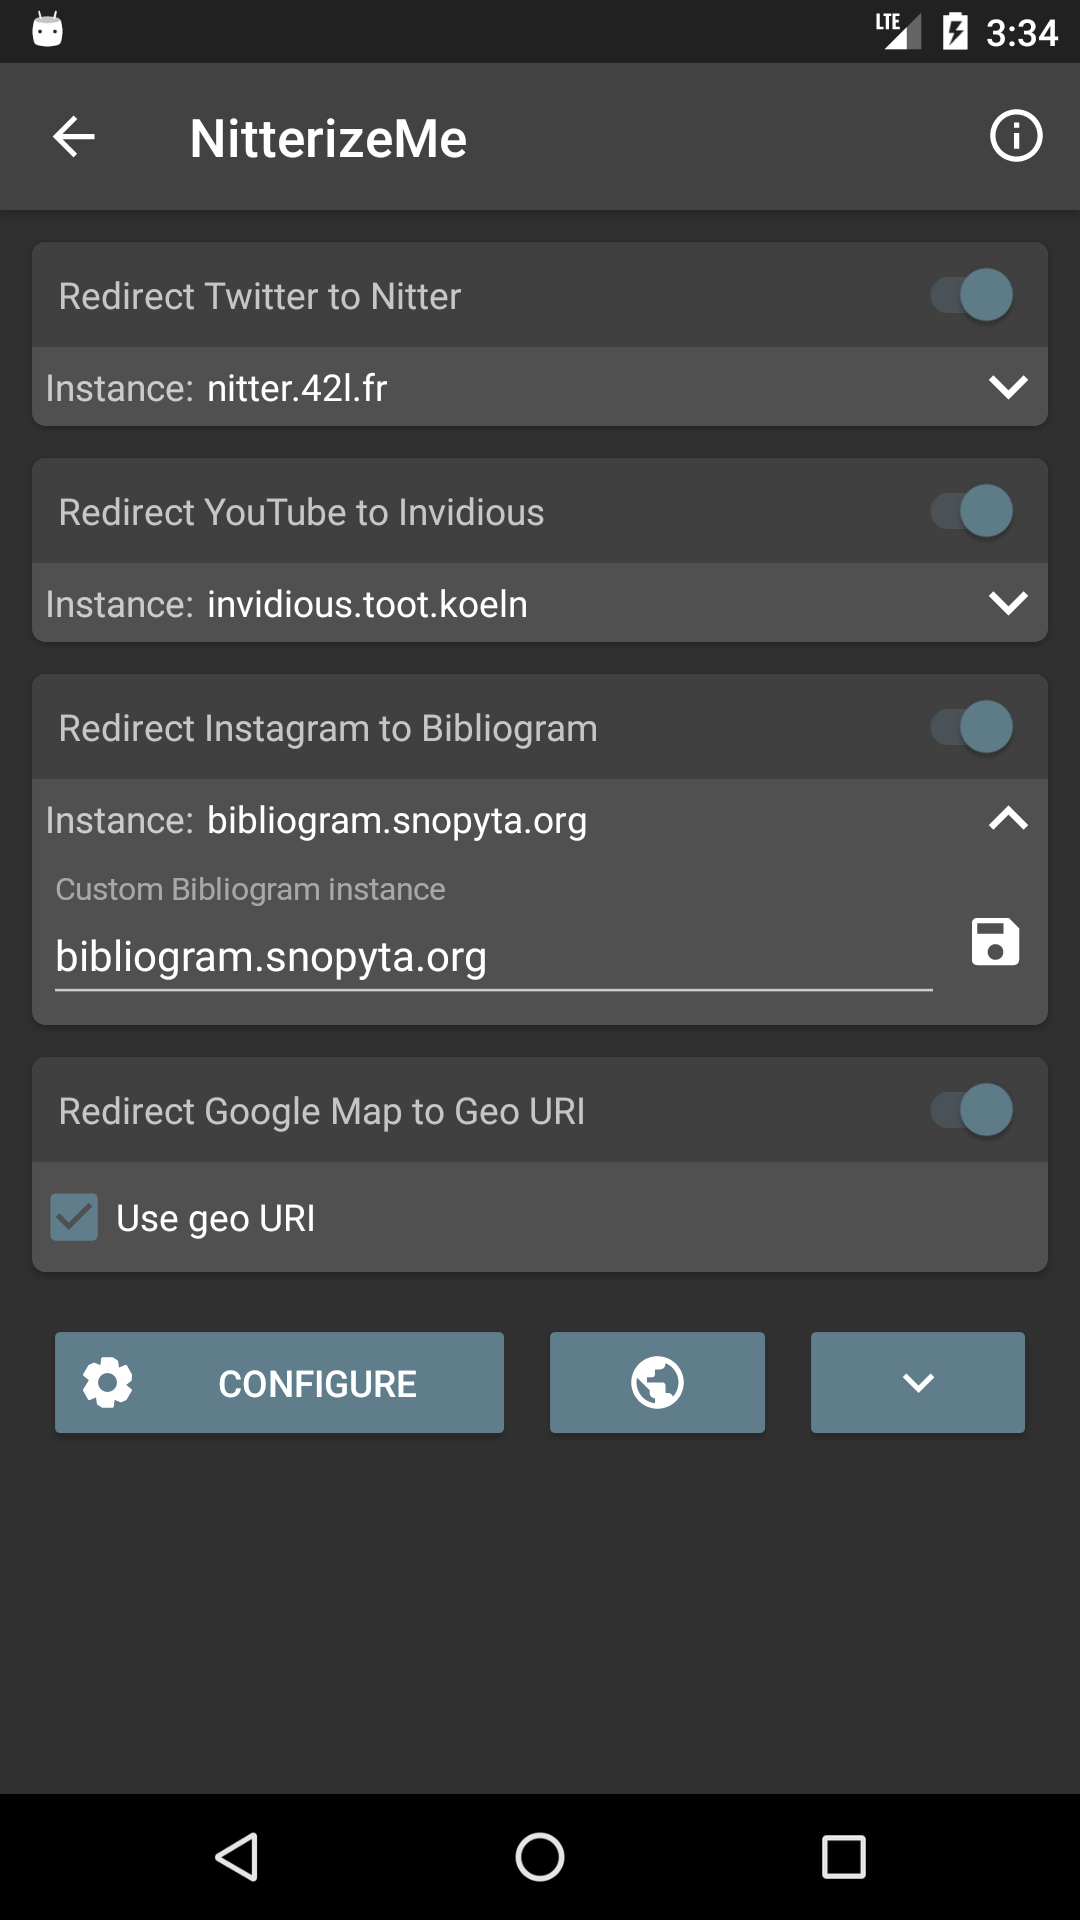 LTE 3:34
NitterizeMe
Redirect Twitter to Nitter
Instance: nitter.42l.fr
Redirect YouTube to Invidious
Instance: invidious.toot.koeln
Redirect Instagram to Bibliogram
Instance: bibliogram.snopyta.org
Custom Bibliogram instance
bibliogram.snopyta.org
Redirect Google Map to Geo URI
Use geo URI
CONFIGURE